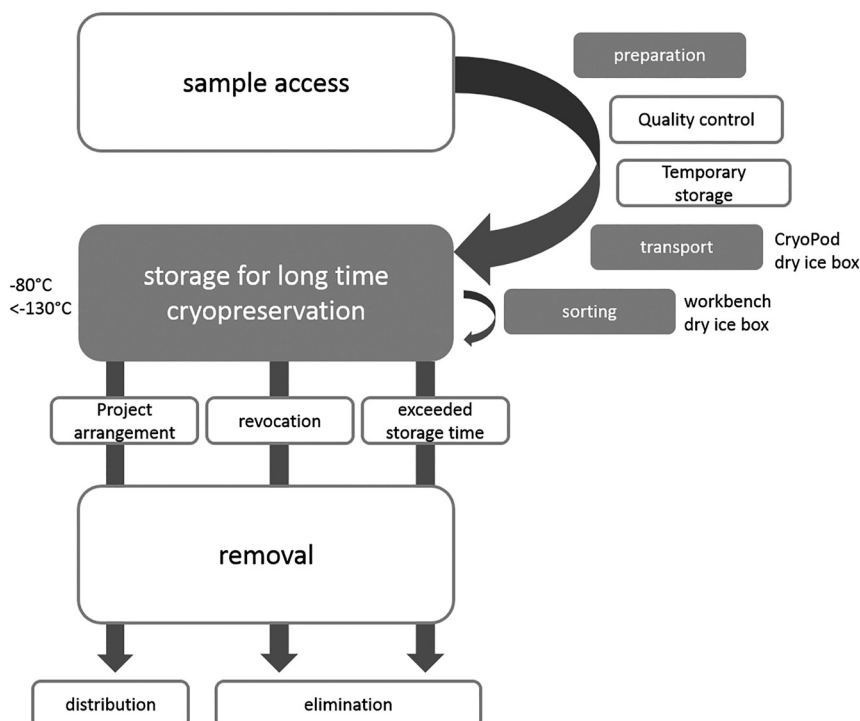 sample access
preparation
Quality control
Temporary
storage
transport
CryoPod
dry ice box
-80°C
<-130°C
storage for long time
cryopreservation
sorting
workbench
dry ice box
Project
arrangement
revocation
exceeded
storage time
removal
distribution
elimination